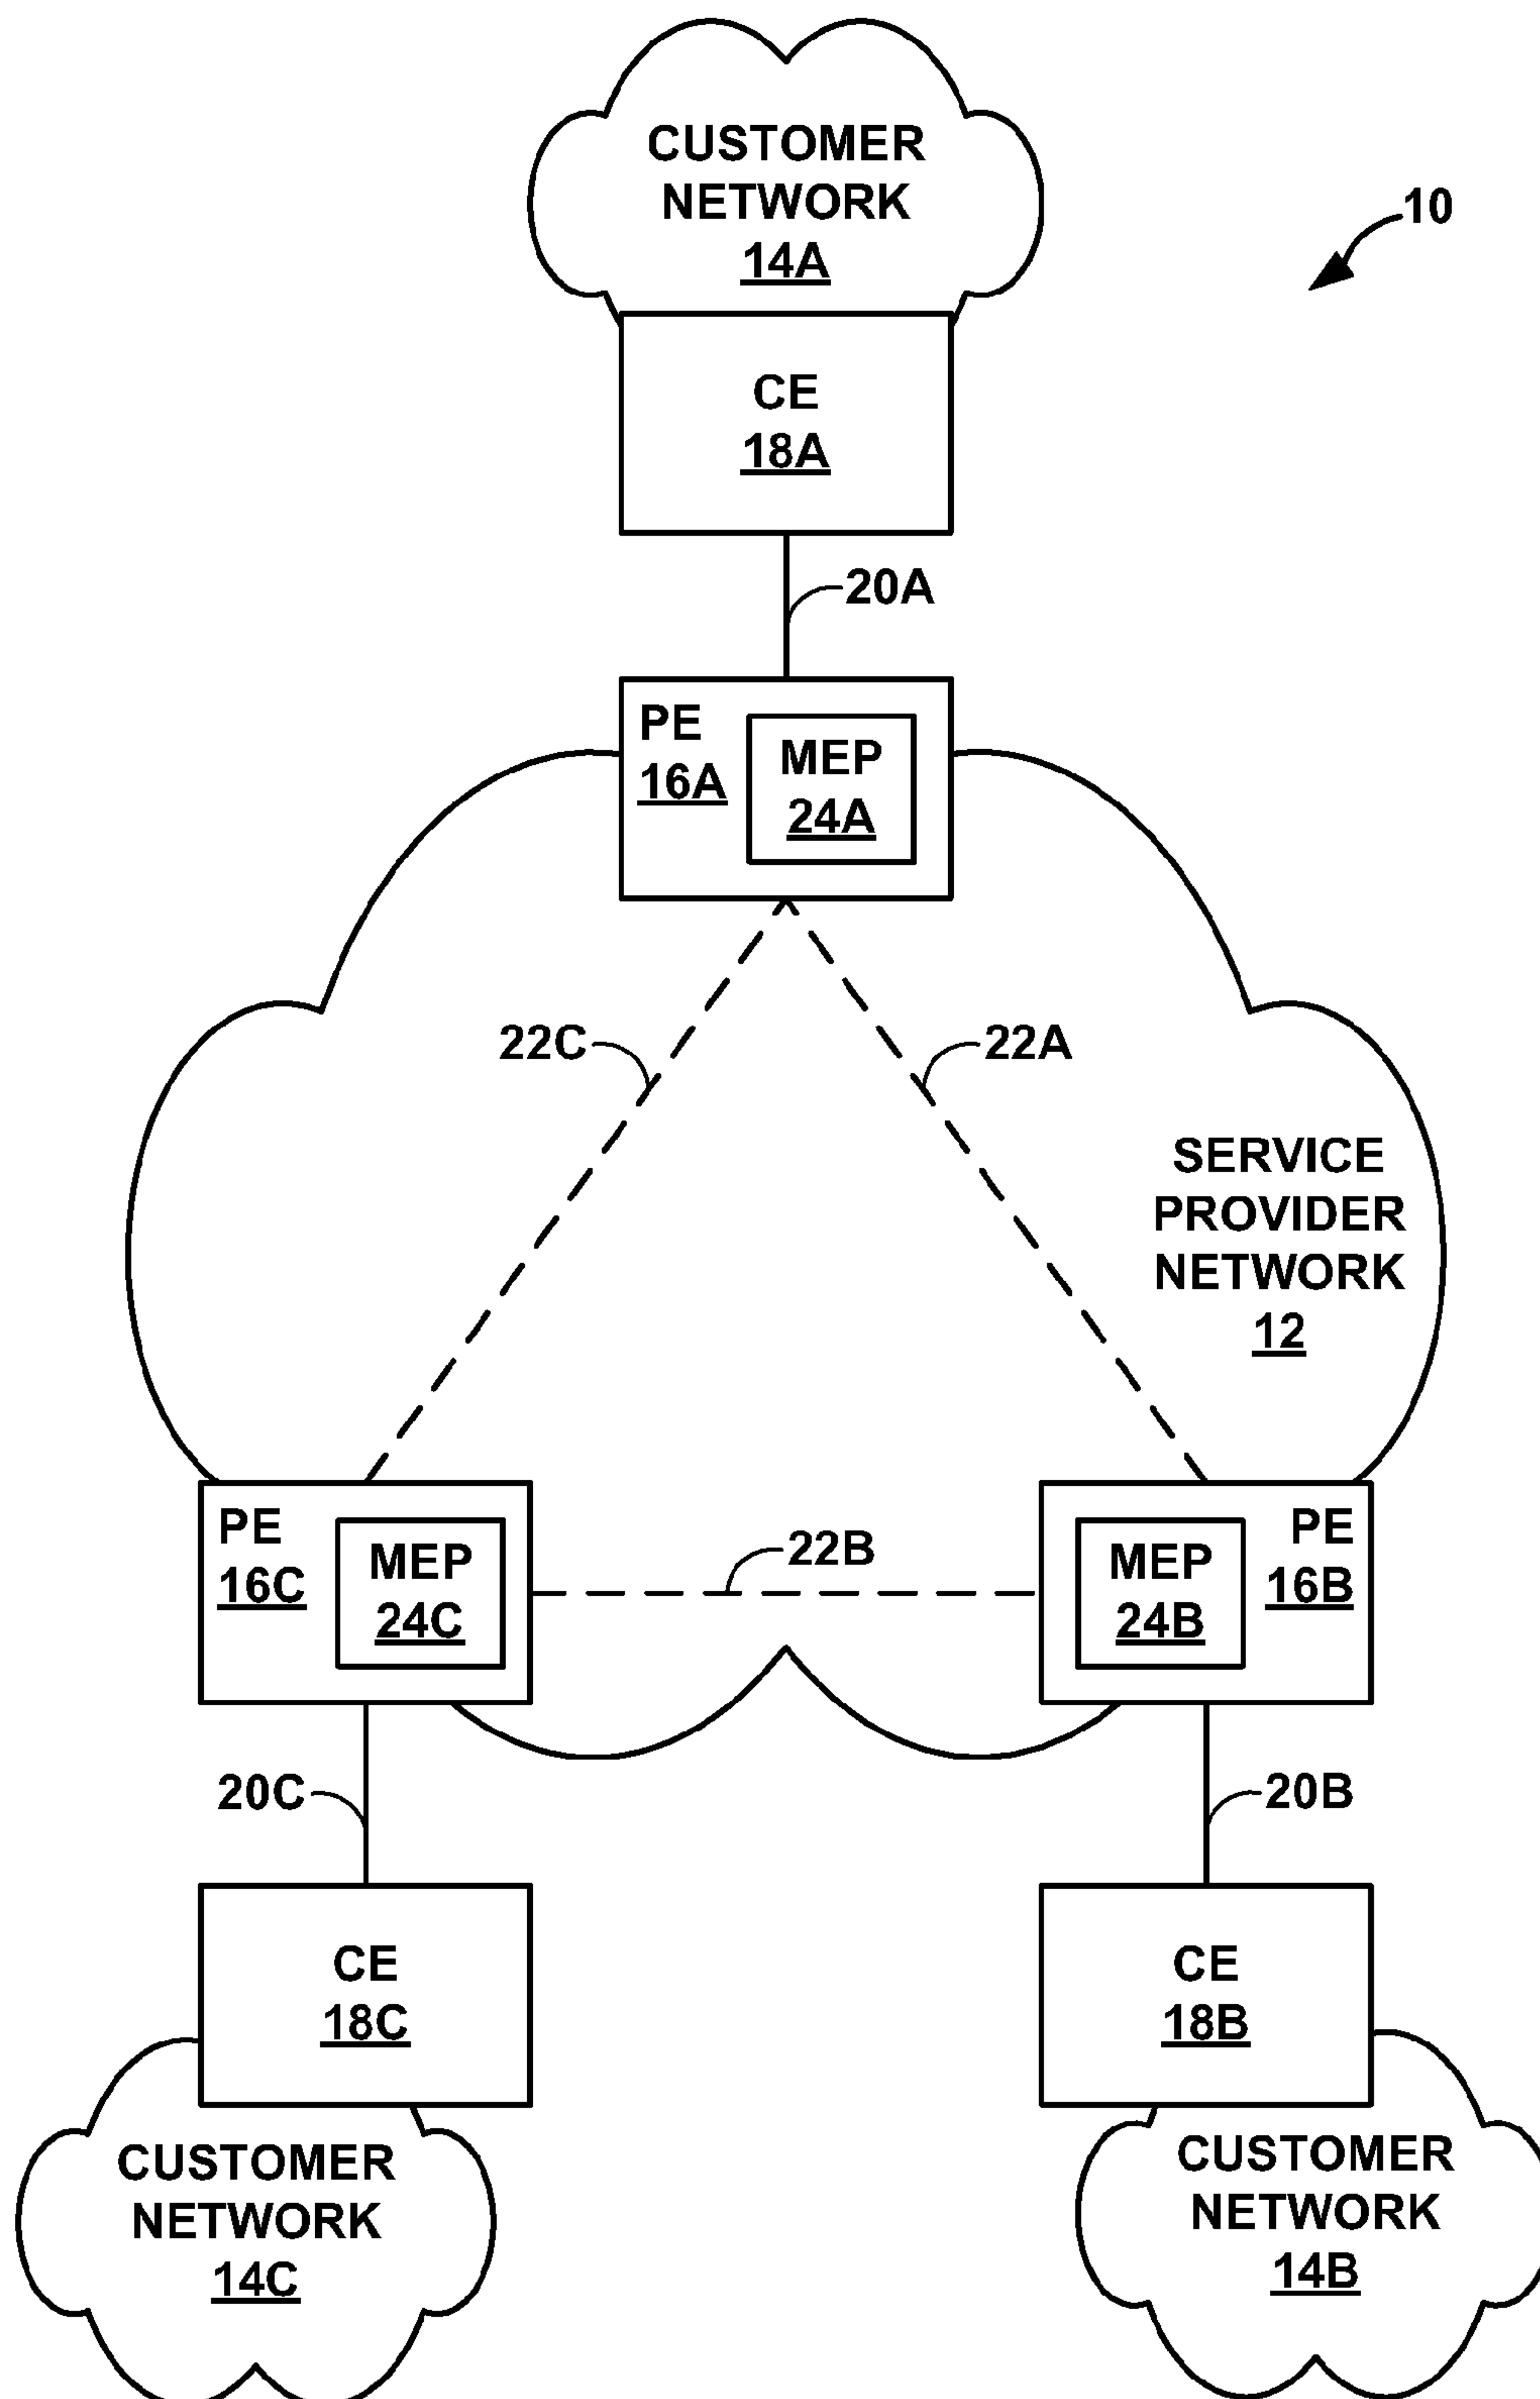 CUSTOMER
NETWORK
14A
10
CE
18A
20A
PE
16A
MEP
24A
22C
22A
SERVICE
PROVIDER
NETWORK
12
PE
16C
MEP
24C
22B
MEP
24B
PE
16B
20C
20B
CE
18C
CE
18B
CUSTOMER
NETWORK
14C
CUSTOMER
NETWORK
14B